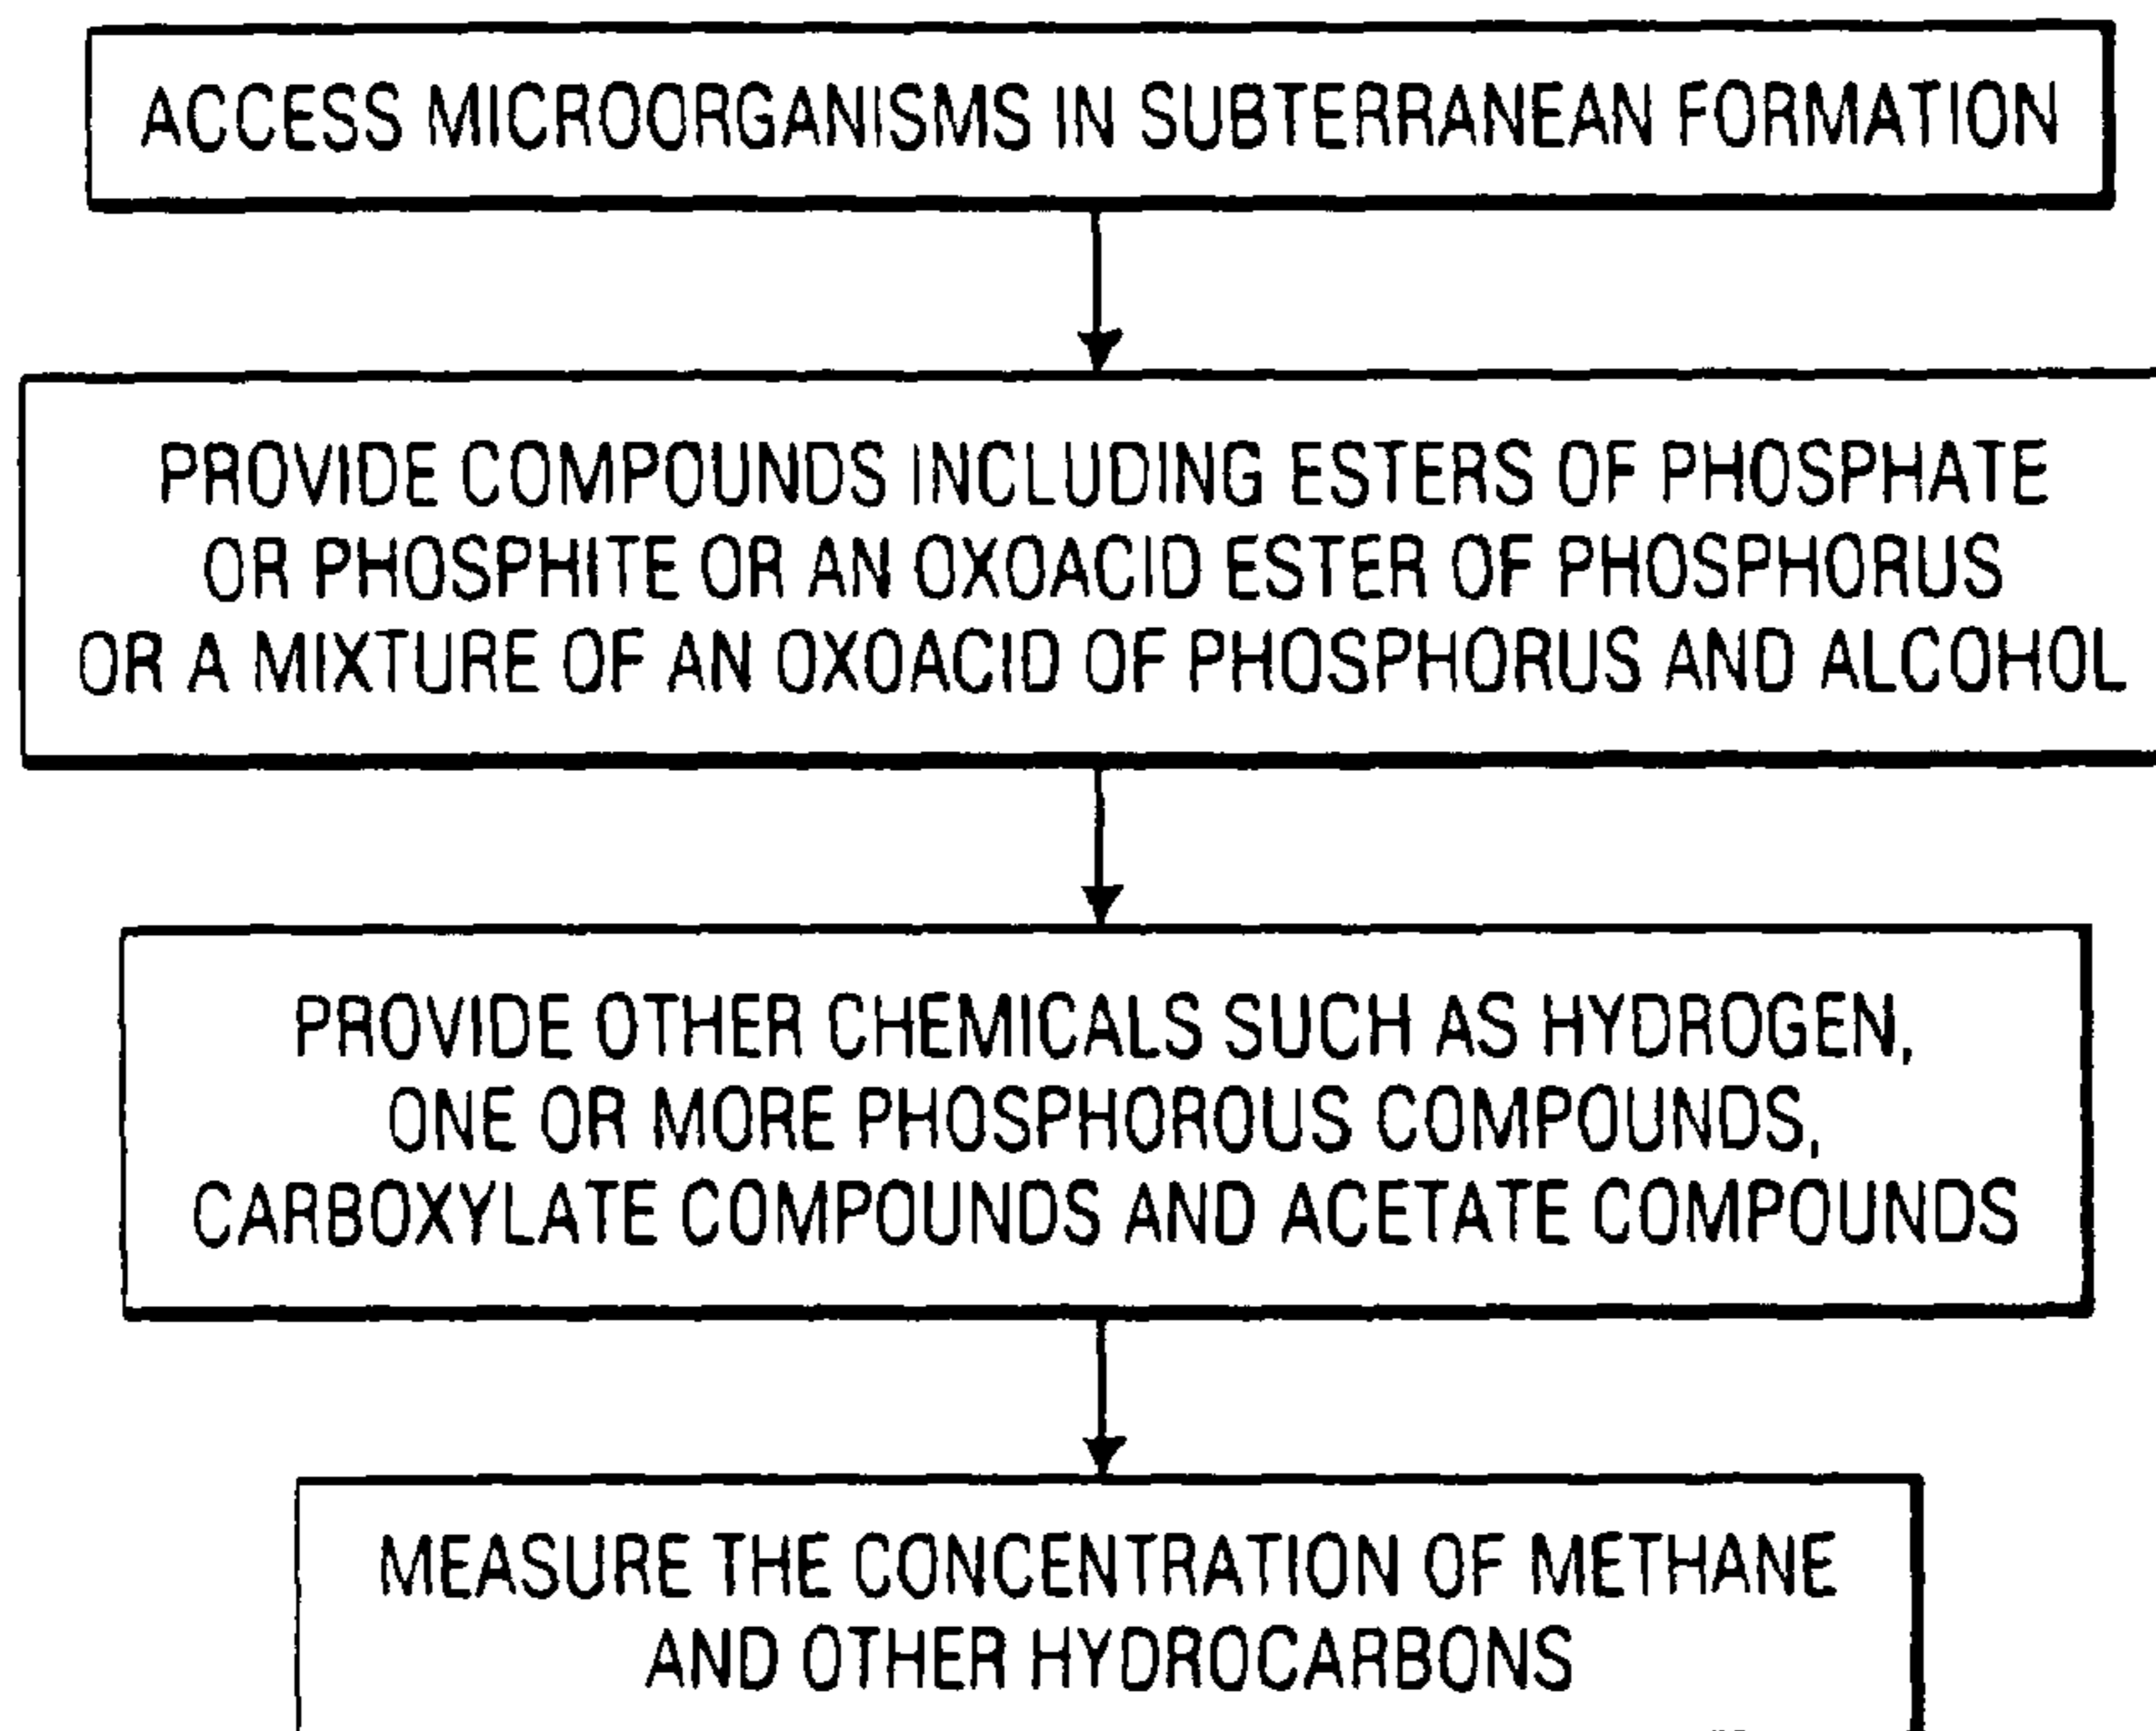 ACCESS MICROORGANISMS IN SUBTERRANEAN FORMATION
PROVIDE COMPOUNDS INCLUDING ESTERS OF PHOSPHATE
OR PHOSPHITE OR AN OXOACID ESTER OF PHOSPHORUS
OR A MIXTURE OF AN OXOACID OF PHOSPHORUS AND ALCOHOL
PROVIDE OTHER CHEMICALS SUCH AS HYDROGEN,
ONE OR MORE PHOSPHOROUS COMPOUNDS,
CARBOXYLATE COMPOUNDS AND ACETATE COMPOUNDS
MEASURE THE CONCENTRATION OF METHANE
AND OTHER HYDROCARBONS